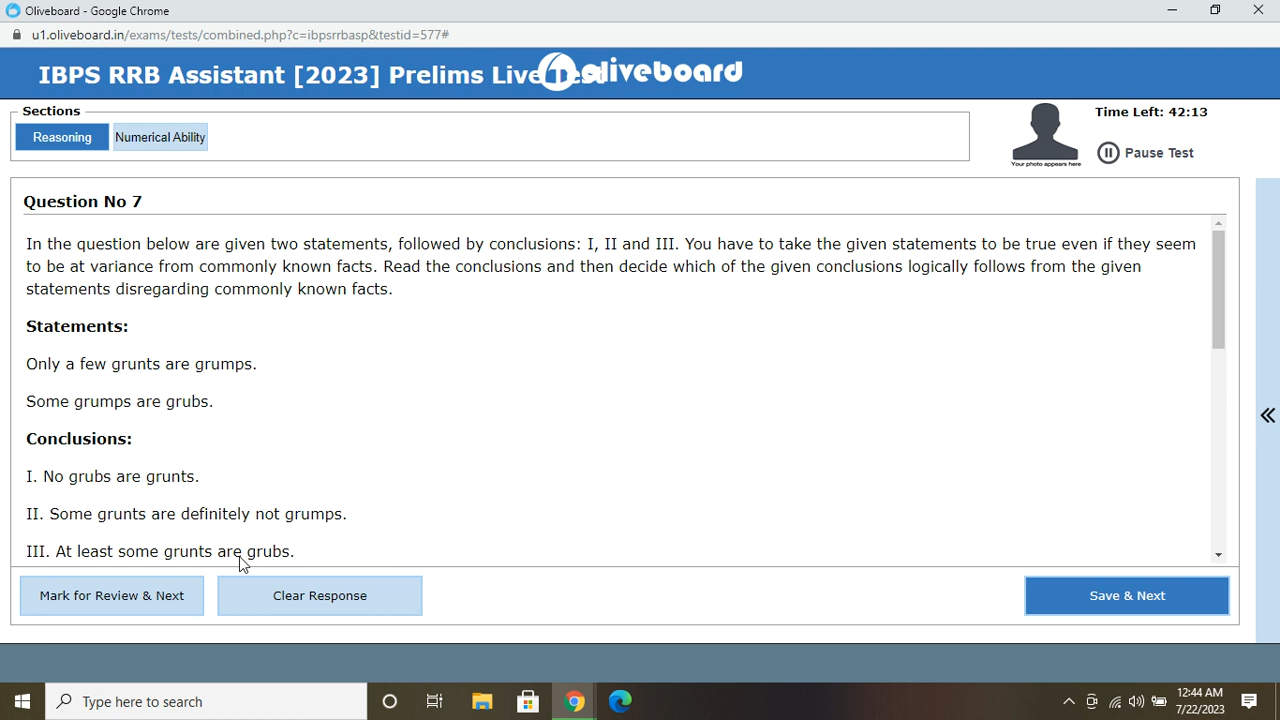 Oliveboard - Google Chrome
u1.oliveboard.in/exams/tests/combined.php?c=ibpsrrbasp&testid=577#
IBPS RRB Assistant [2023] Prelims Live Test
oliveboard
Sections
Reasoning
Numerical Ability
Your photo appears here
Time Left: 42:13
Pause Test
Question No 7
In the question below are given two statements, followed by conclusions: I, II and III. You have to take the given statements to be true even if they seem
to be at variance from commonly known facts. Read the conclusions and then decide which of the given conclusions logically follows from the given
statements disregarding commonly known facts.
Statements:
Only a few grunts are grumps.
Some grumps are grubs.
Conclusions:
I. No grubs are grunts.
II. Some grunts are definitely not grumps.
III. At least some grunts are grubs.
Mark for Review & Next
Clear Response
Save & Next
Type here to search
12:44 AM
7/22/2023